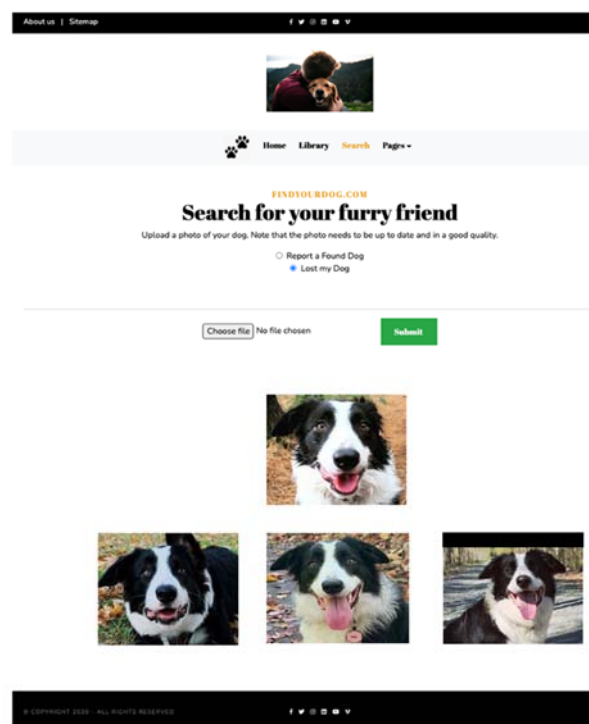 About us | Sitemap
Home Library Search Pages
FINDYOURDOG.COM
Search for your furry friend
Upload a photo of your dog. Note that the photo needs to be up to date and in a good quality.
Report a Found Dog
Lost my Dog
Choose file No file chosen Submit
© COPYRIGHT 2020 - ALL RIGHTS RESERVED